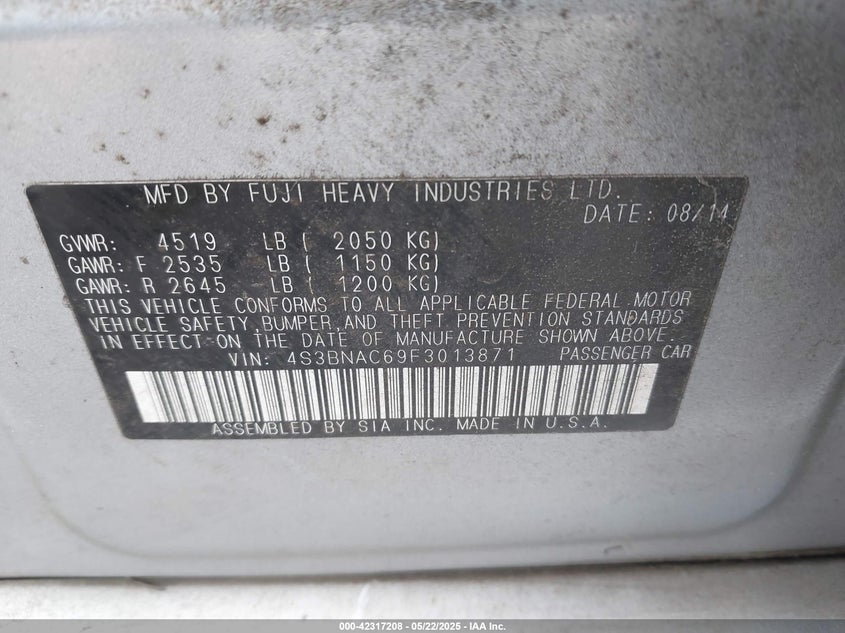 MFD BY FUJI HEAVY INDUSTRIES LTD.
DATE: 08/14
GVWR: 4519 LB ( 2050 KG)
GAWR: F 2535 LB ( 1150 KG)
GAWR: R 2645 LB ( 1200 KG)
THIS VEHICLE CONFORMS TO ALL APPLICABLE FEDERAL MOTOR
VEHICLE SAFETY, BUMPER, AND THEFT PREVENTION STANDARDS
IN EFFECT ON THE DATE OF MANUFACTURE SHOWN ABOVE.
VIN: 4S3BNAC69F3013871 PASSENGER CAR
ASSEMBLED BY SIA INC. MADE IN U.S.A.
000-42317208 - 05/22/2025 - IAA Inc.